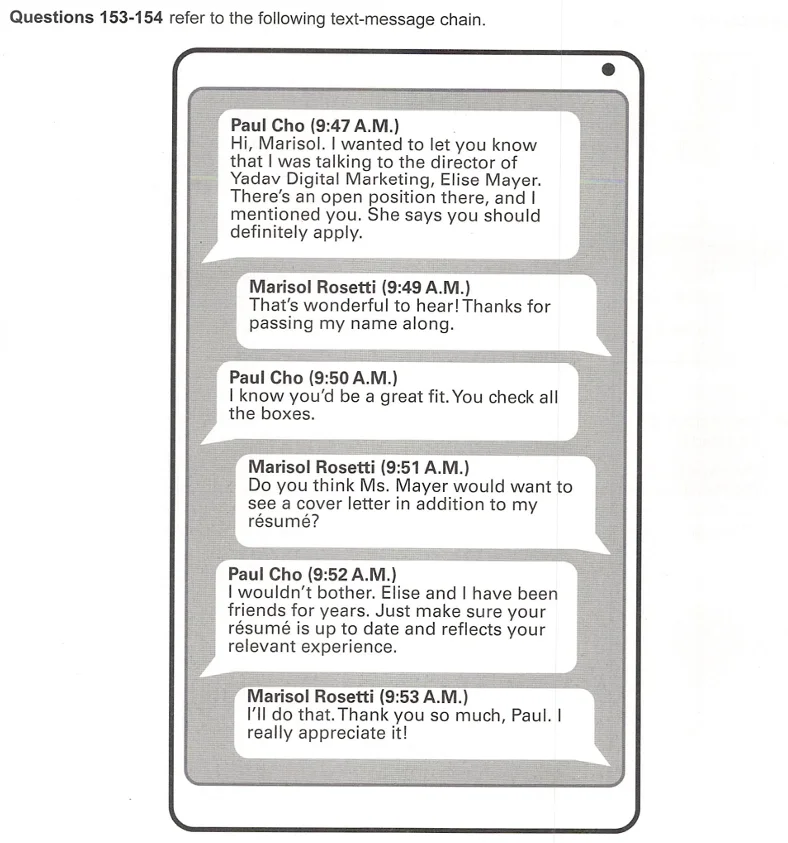 Questions 153-154 refer to the following text-message chain.
Paul Cho (9:47 A.M.)
Hi, Marisol. I wanted to let you know
that I was talking to the director of
Yadav Digital Marketing, Elise Mayer.
There's an open position there, and I
mentioned you. She says you should
definitely apply.
Marisol Rosetti (9:49 A.M.)
That's wonderful to hear! Thanks for
passing my name along.
Paul Cho (9:50 A.M.)
I know you'd be a great fit. You check all
the boxes.
Marisol Rosetti (9:51 A.M.)
Do you think Ms. Mayer would want to
see a cover letter in addition to my
résumé?
Paul Cho (9:52 A.M.)
I wouldn't bother. Elise and I have been
friends for years. Just make sure your
résumé is up to date and reflects your
relevant experience.
Marisol Rosetti (9:53 A.M.)
I'll do that. Thank you so much, Paul. I
really appreciate it!